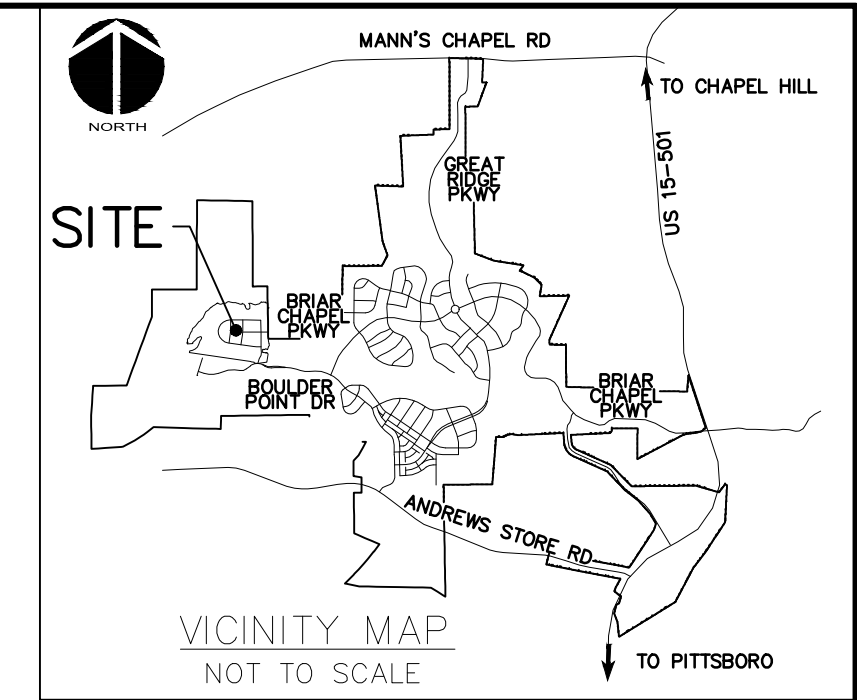 MANN'S CHAPEL RD
TO CHAPEL HILL
NORTH
US 15-501
GREAT
RIDGE
PKWY
SITE
BRIAR
CHAPEL
PKWY
BOULDER
POINT DR
BRIAR
CHAPEL
PKWY
ANDREWS STORE RD
VICINITY MAP
NOT TO SCALE
TO PITTSBORO